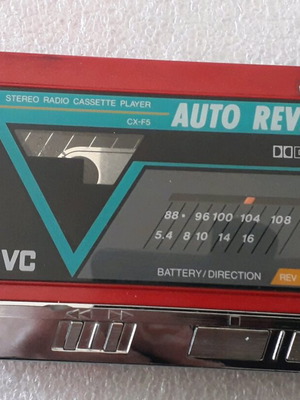 STEREO RADIO CASSETTE PLAYER
CX-F5
AUTO REV
88 96 100 104 108
5.4 8 10 14 16
VC
BATTERY/DIRECTION REV